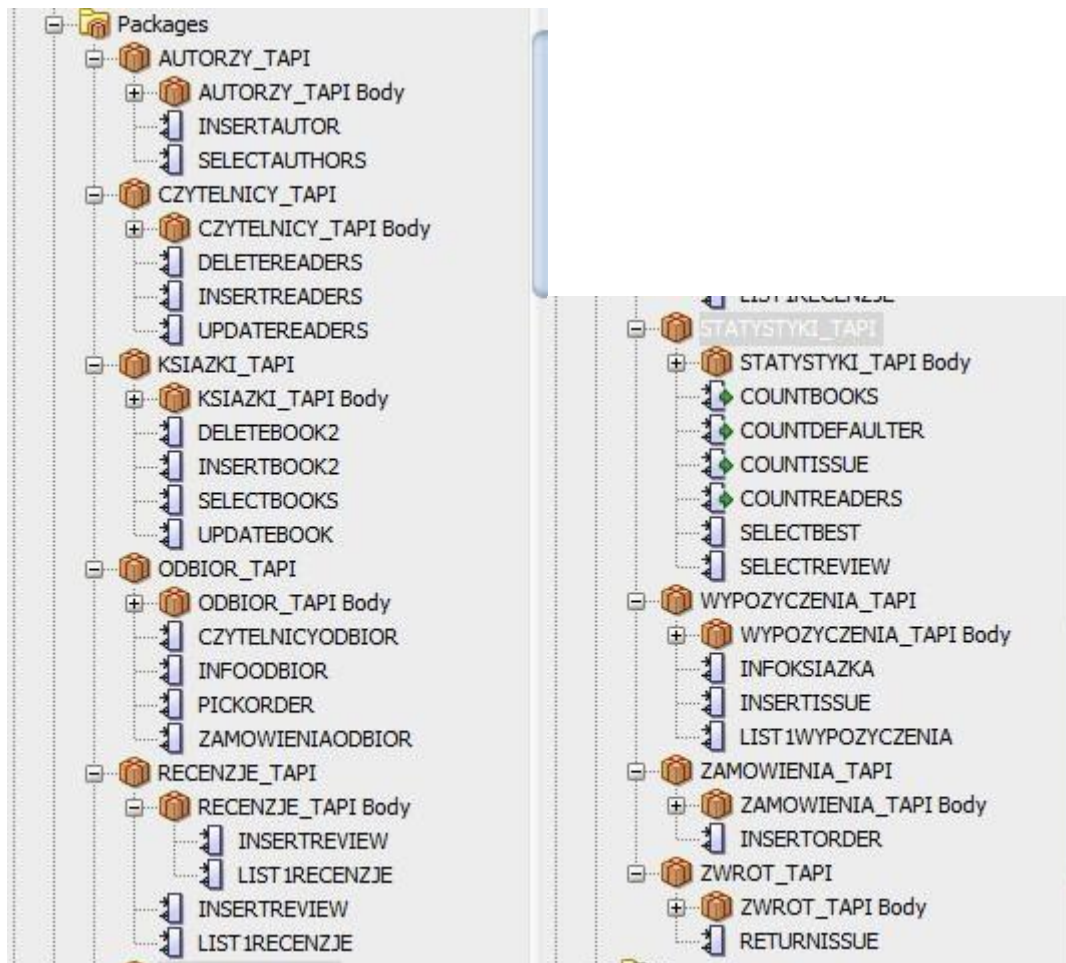 Packages
AUTORZY_TAPI
AUTORZY_TAPI Body
INSERTAUTOR
SELECTAUTHORS
CZYTELNICY_TAPI
CZYTELNICY_TAPI Body
DELETEREADERS
INSERTREADERS
UPDATEREADERS
KSIAZKI_TAPI
KSIAZKI_TAPI Body
DELETEBOOK2
INSERTBOOK2
SELECTBOOKS
UPDATEBOOK
ODBIOR_TAPI
ODBIOR_TAPI Body
CZYTELNICYODBIOR
INFOODBIOR
PICKORDER
ZAMOWIENIAODBIOR
RECENZJE_TAPI
RECENZJE_TAPI Body
INSERTREVIEW
LIST1RECENZJE
INSERTREVIEW
LIST1RECENZJE
LIST1RECENZJE
STATYSTYKI_TAPI
STATYSTYKI_TAPI Body
COUNTBOOKS
COUNTDEFAULTER
COUNTISSUE
COUNTREADERS
SELECTBEST
SELECTREVIEW
WYPOZYCZENIA_TAPI
WYPOZYCZENIA_TAPI Body
INFOKSIAZKA
INSERTISSUE
LIST1WYPOZYCZENIA
ZAMOWIENIA_TAPI
ZAMOWIENIA_TAPI Body
INSERTORDER
ZWROT_TAPI
ZWROT_TAPI Body
RETURNISSUE